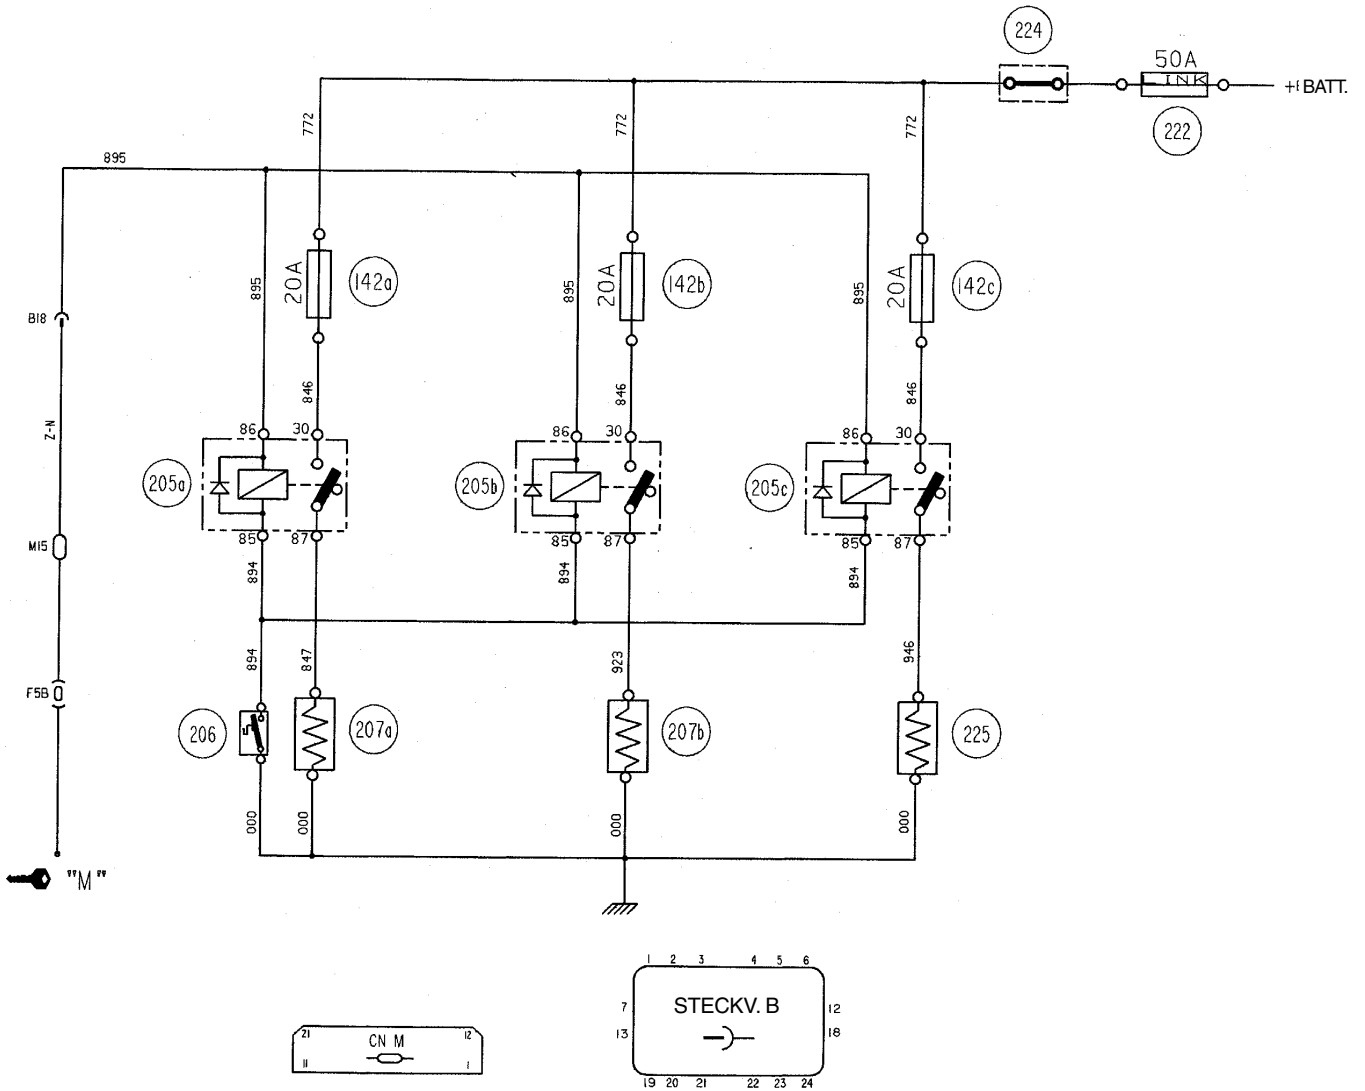 224
50A
LINK
+ BATT.
222
772
772
772
895
895
20A
142a
895
20A
142b
895
20A
142c
B18
846
846
846
Z-N
86
30
86
30
86
30
205a
205b
205c
M15
85
87
85
87
85
87
894
894
894
894
847
923
946
F5B
206
207a
207b
225
000
000
000
000
"M"
1 2 3 4 5 6
7
STECKV. B
12
13
18
19 20 21 22 23 24
21
CN M
12
11
1